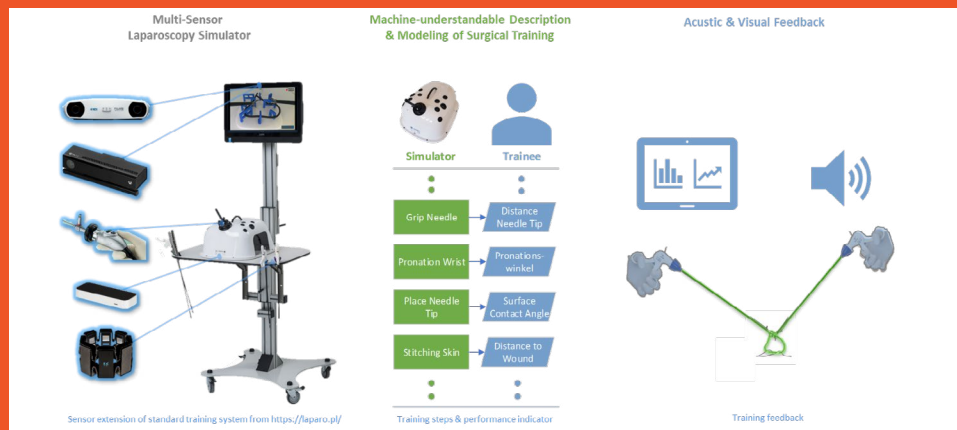 Multi-Sensor
Laparoscopy Simulator
Machine-understandable Description
& Modeling of Surgical Training
Acustic & Visual Feedback
Simulator
Trainee
Grip Needle
Distance
Needle Tip
Pronation Wrist
Pronations-
winkel
Place Needle
Tip
Surface
Contact Angle
Stitching Skin
Distance to
Wound
Sensor extension of standard training system from https://laparo.pl/
Training steps & performance indicator
Training feedback